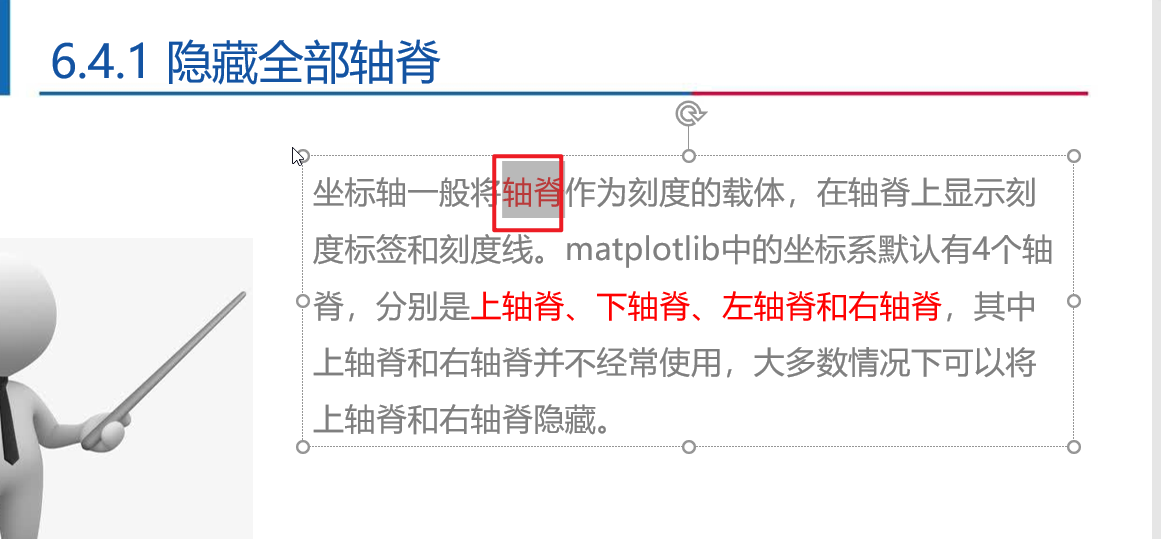 6.4.1 隐藏全部轴脊
坐标轴一般将轴脊作为刻度的载体，在轴脊上显示刻
度标签和刻度线。matplotlib中的坐标系默认有4个轴
脊，分别是上轴脊、下轴脊、左轴脊和右轴脊，其中
上轴脊和右轴脊并不经常使用，大多数情况下可以将
上轴脊和右轴脊隐藏。